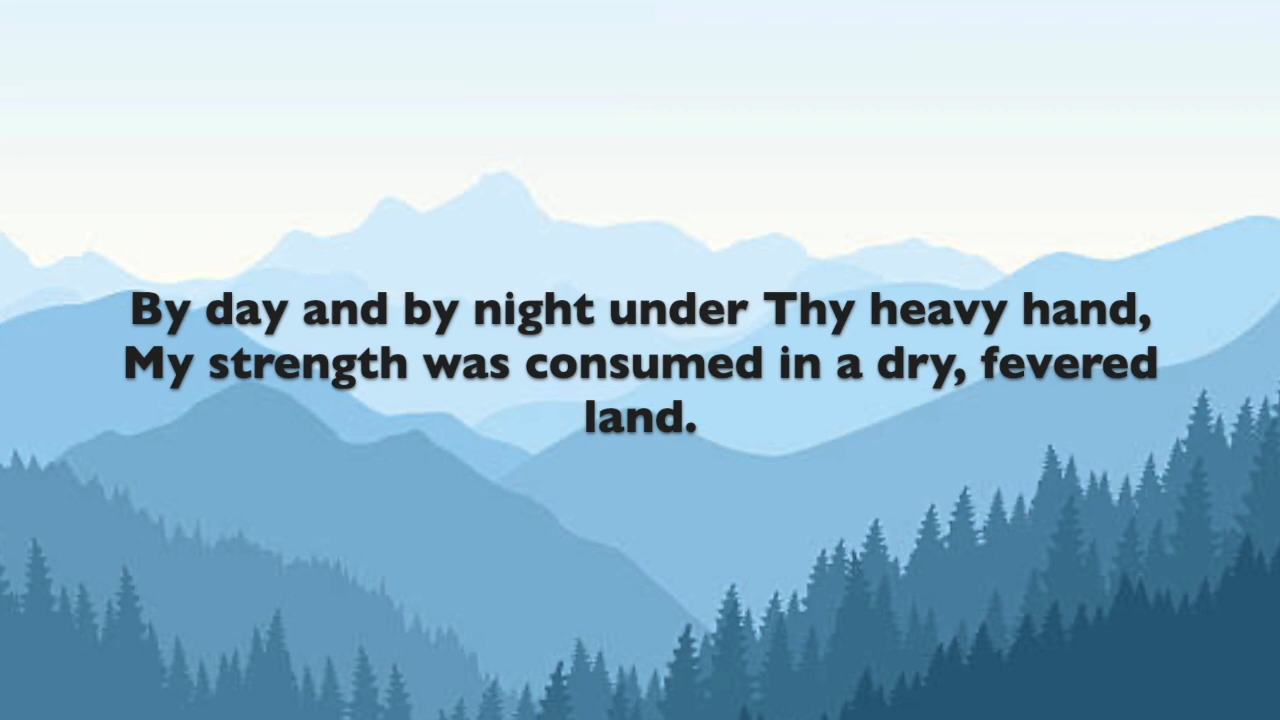 By day and by night under Thy heavy hand,
My strength was consumed in a dry, fevered
land.